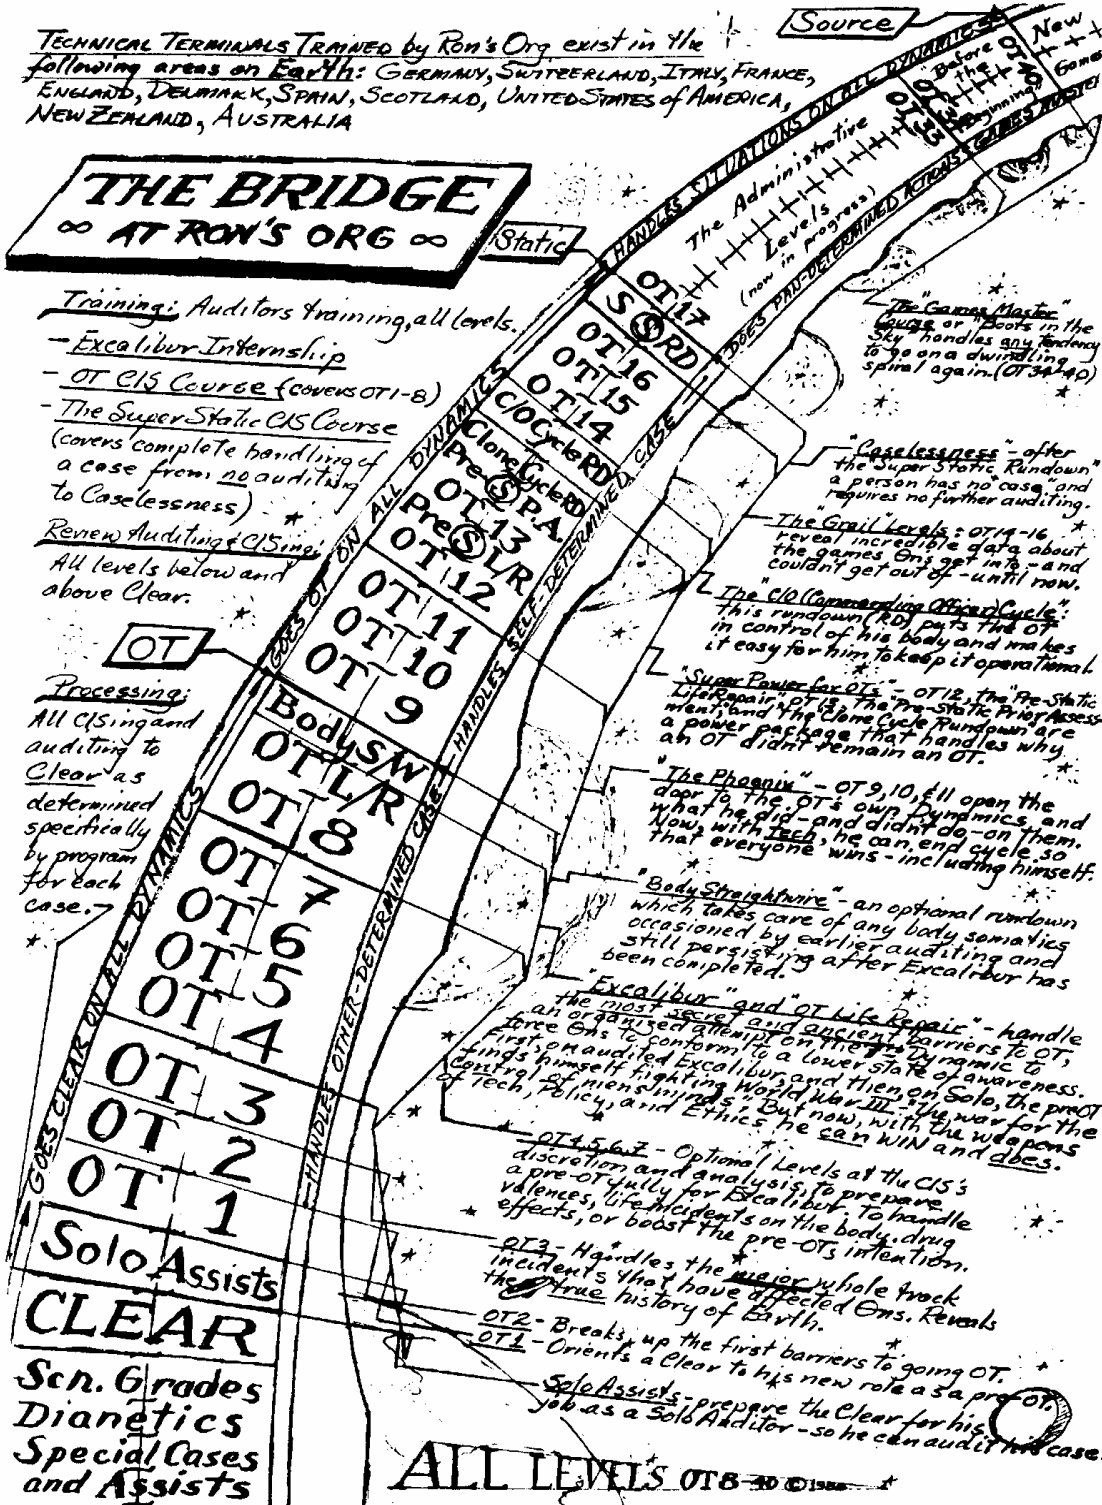 TECHNICAL TERMINALS TRAINED by Ron's Org exist in the
following areas on Earth: GERMANY, SWITZERLAND, ITALY, FRANCE,
ENGLAND, DENMARK, SPAIN, SCOTLAND, UNITED STATES of AMERICA,
NEW ZEALAND, AUSTRALIA
THE BRIDGE
∞ AT RON'S ORG ∞
Training: Auditors training, all levels.
- Excalibur Internship
- OT C/S Course (covers OT1-8)
- The Super Static C/S Course
(covers complete handling of
a case from no auditing
to Caselessness)
Renew Auditing & C/Sing:
All levels below and
above Clear.
Processing:
All C/Sing and
auditing to
Clear as
determined
specifically
by program
for each
case.
Source
Static
OT
New
Games
OT 40
Before
the
Beginning
OT 34
OT 33
The Administrative
Levels
(now in progress)
OT 17
S S RD
OT 16
OT 15
OT 14
C/O Cycle RD
Clone Cycle RD
Pre-S P.A.
OT 13
Pre S L/R
OT 12
OT 11
OT 10
OT 9
Body S/W
OT L/R
OT 8
OT 7
OT 6
OT 5
OT 4
OT 3
OT 2
OT 1
Solo Assists
CLEAR
Scn. Grades
Dianetics
Special Cases
and Assists
HANDLES SITUATIONS ON ALL DYNAMICS
GOES OT ON ALL DYNAMICS
GOES CLEAR ON ALL DYNAMICS
DOES PAN-DETERMINED ACTIONS & GAMES MASTER
HANDLES SELF-DETERMINED CASE
HANDLES OTHER-DETERMINED CASE
The "Games Master"
Course or "Boots in the
Sky" handles any tendency
to go on a dwindling
spiral again. (OT 34-40)
"Caselessness" - after
the "Super Static Rundown"
a person has no "case" and
requires no further auditing.
The "Grail" Levels: OT 14-16
reveal incredible data about
the games θns get into - and
couldn't get out of - until now.
The "C/O (Commanding Officer) Cycle":
this rundown (RD) puts the OT
in control of his body and makes
it easy for him to keep it operational.
"Super Power for OTs" - OT12, the "Pre-Static
Life Repair", OT 13, The "Pre-Static Prior Assess-
ment," and The Clone Cycle Rundown" are
a power package that handles why
an OT didn't remain an OT.
"The Phoenix" - OT 9, 10, & 11 open the
door to the OT's own Dynamics, and
what he did - and didn't do - on them.
Now, with Tech, he can end cycle so
that everyone wins - including himself.
"Body Streightwire" - an optional rundown
which takes care of any body somatics
occasioned by earlier auditing and
still persisting after Excalibur has
been completed.
"Excalibur" and "OT Life Repair" - handle
the most secret and ancient barriers to OT,
an organized attempt on the Dynamic to
force θns to conform to a lower state of awareness.
First on audited Excalibur, and then, on Solo, the preOT
finds himself fighting World War III - "the war for the
control of men's minds". But now, with the weapons
of Tech, Policy, and Ethics he can WIN and does.
OT4,5,6,7 - Optional Levels at the C/S's
discretion and analysis, to prepare
a pre-OT fully for Excalibur. To handle
valences, life incidents on the body, drug
effects, or boost the pre-OTs intention.
OT3 - Handles the major whole track
incidents that have affected θns. Reveals
the true history of Earth.
OT2 - Breaks up the first barriers to going OT.
OT1 - Orients a Clear to his new role as a pre-OT.
Solo Assists - prepare the Clear for his
job as a Solo Auditor - so he can audit his case.
ALL LEVELS OT 8-40 ©